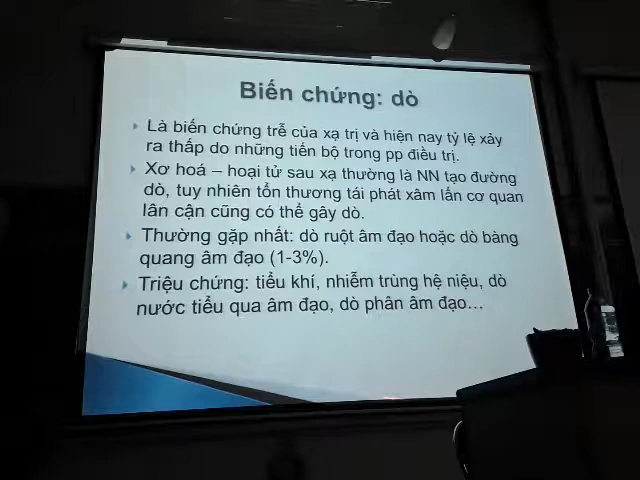 Biến chứng: dò
Là biến chứng trễ của xạ trị và hiện nay tỷ lệ xảy
ra thấp do những tiến bộ trong pp điều trị.
Xơ hoá – hoại tử sau xạ thường là NN tạo đường
dò, tuy nhiên tổn thương tái phát xâm lấn cơ quan
lân cận cũng có thể gây dò.
Thường gặp nhất: dò ruột âm đạo hoặc dò bàng
quang âm đạo (1-3%).
Triệu chứng: tiểu khí, nhiễm trùng hệ niệu, dò
nước tiểu qua âm đạo, dò phân âm đạo...